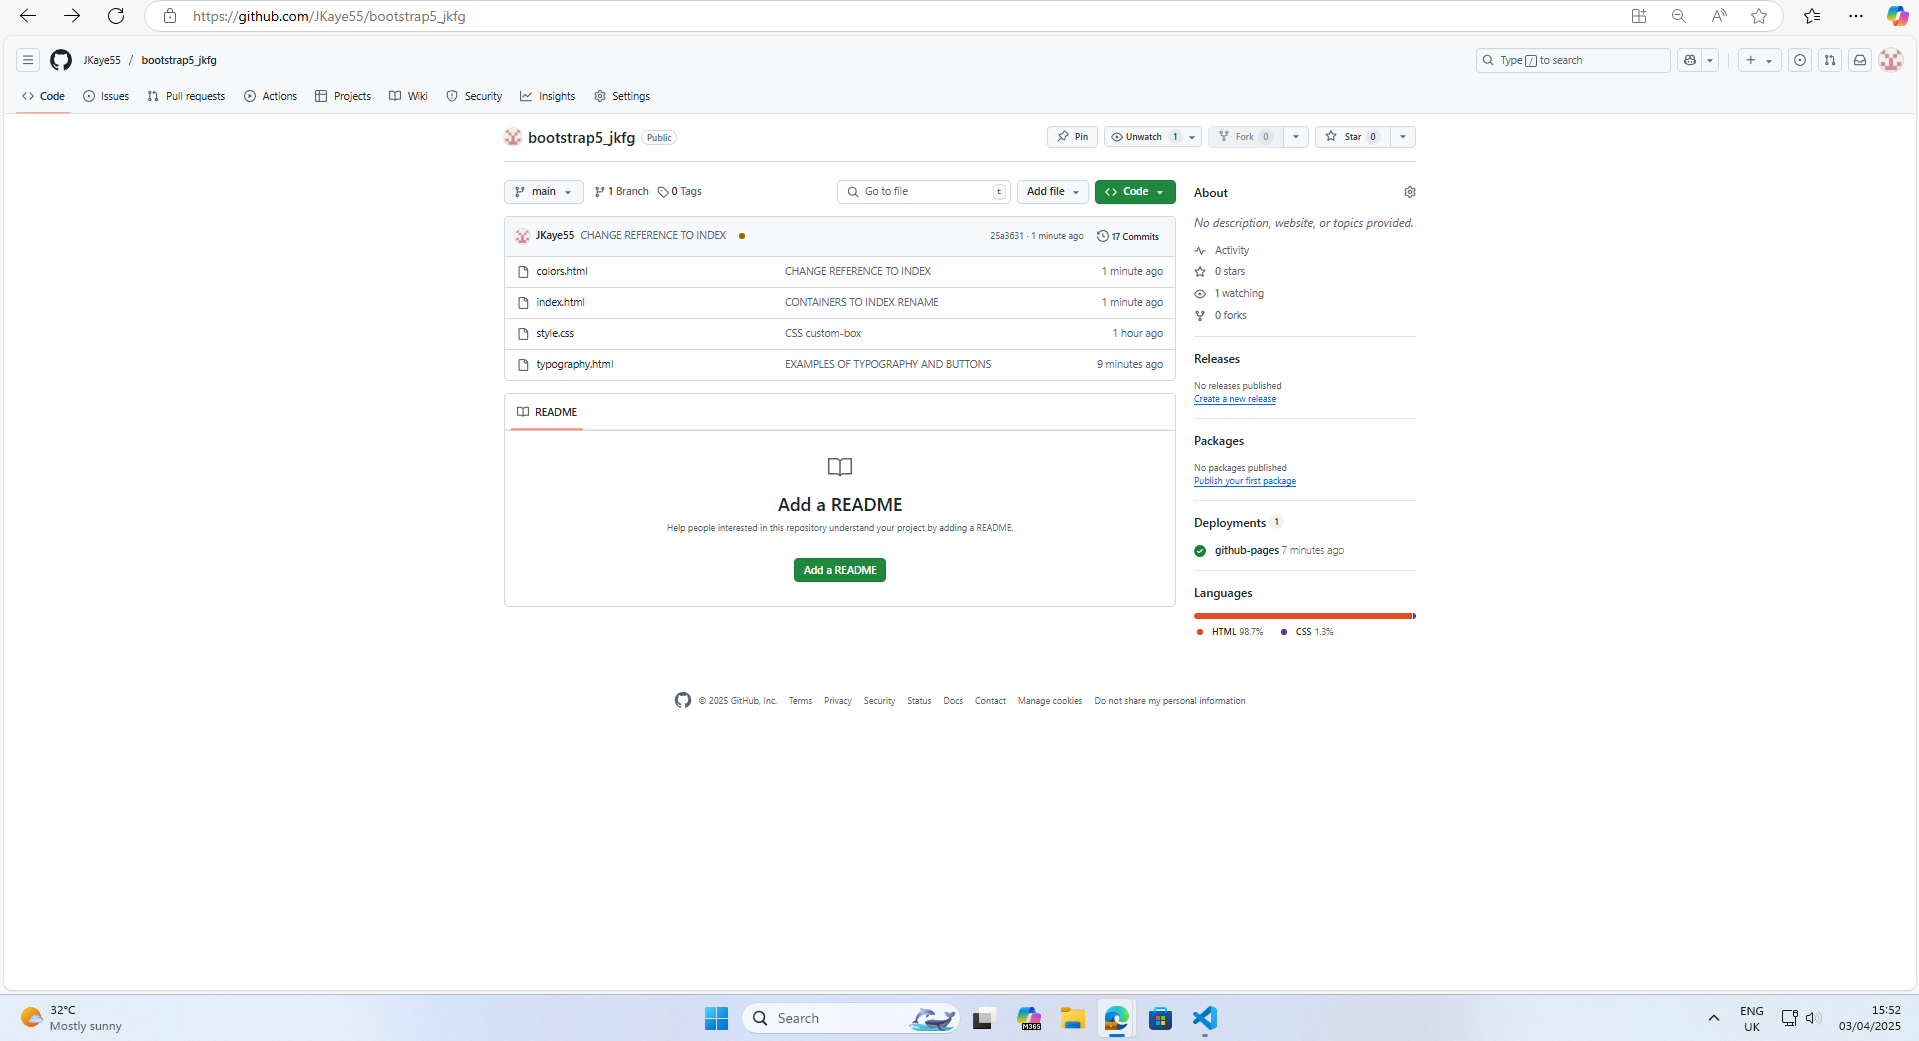 https://github.com/JKaye55/bootstrap5_jkfg
JKaye55 / bootstrap5_jkfg
Type / to search
Code Issues Pull requests Actions Projects Wiki Security Insights Settings
bootstrap5_jkfg Public
Pin Unwatch 1 Fork 0 Star 0
main 1 Branch 0 Tags Go to file t Add file Code
JKaye55 CHANGE REFERENCE TO INDEX 25a3631 · 1 minute ago 17 Commits
colors.html CHANGE REFERENCE TO INDEX 1 minute ago
index.html CONTAINERS TO INDEX RENAME 1 minute ago
style.css CSS custom-box 1 hour ago
typography.html EXAMPLES OF TYPOGRAPHY AND BUTTONS 9 minutes ago
README
Add a README
Help people interested in this repository understand your project by adding a README.
Add a README
About
No description, website, or topics provided.
Activity
0 stars
1 watching
0 forks
Releases
No releases published
Create a new release
Packages
No packages published
Publish your first package
Deployments 1
github-pages 7 minutes ago
Languages
HTML 98.7% CSS 1.3%
© 2025 GitHub, Inc. Terms Privacy Security Status Docs Contact Manage cookies Do not share my personal information
32°C
Mostly sunny
Search
M365
ENG
UK
15:52
03/04/2025